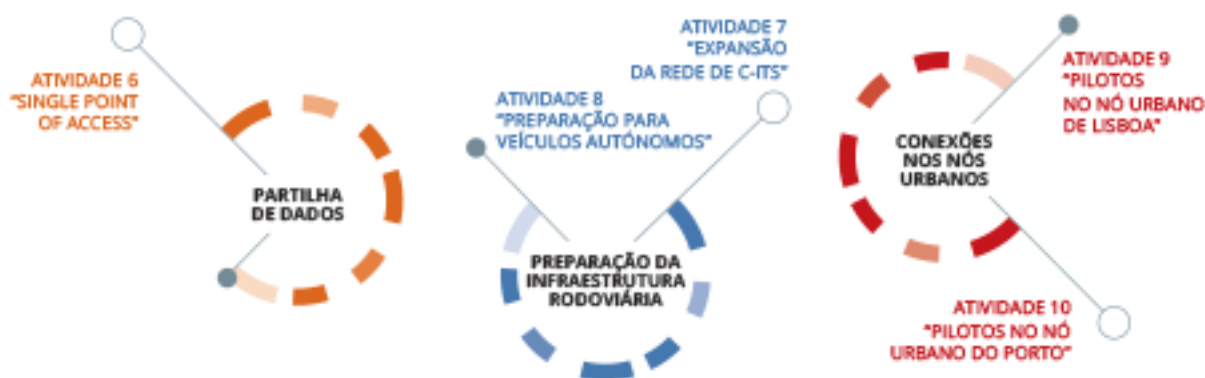 ATIVIDADE 6
"SINGLE POINT
OF ACCESS"
PARTILHA
DE DADOS
ATIVIDADE 7
"EXPANSÃO
DA REDE DE C-ITS"
ATIVIDADE 8
"PREPARAÇÃO PARA
VEÍCULOS AUTÓNOMOS"
PREPARAÇÃO DA
INFRAESTRUTURA
RODOVIÁRIA
ATIVIDADE 9
"PILOTOS
NO NÓ URBANO
DE LISBOA"
CONEXÕES
NOS NÓS
URBANOS
ATIVIDADE 10
"PILOTOS NO NÓ
URBANO DO PORTO"